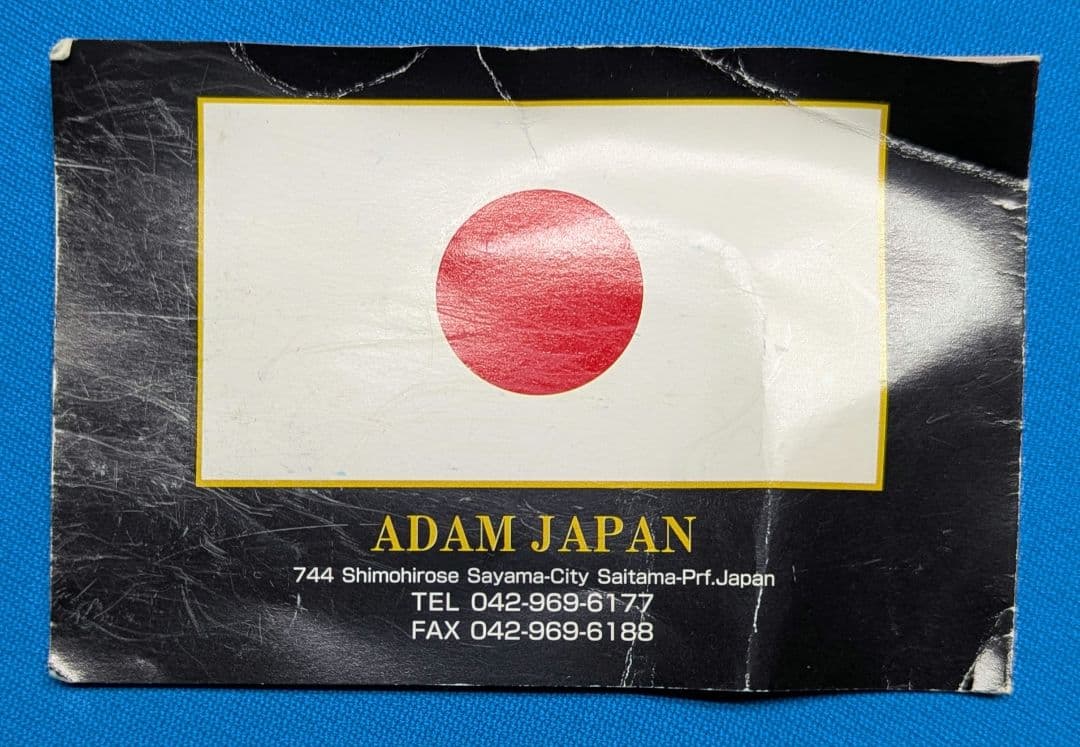 ADAM JAPAN
744 Shimohirose Sayama-City Saitama-Prf.Japan
TEL 042-969-6177
FAX 042-969-6188